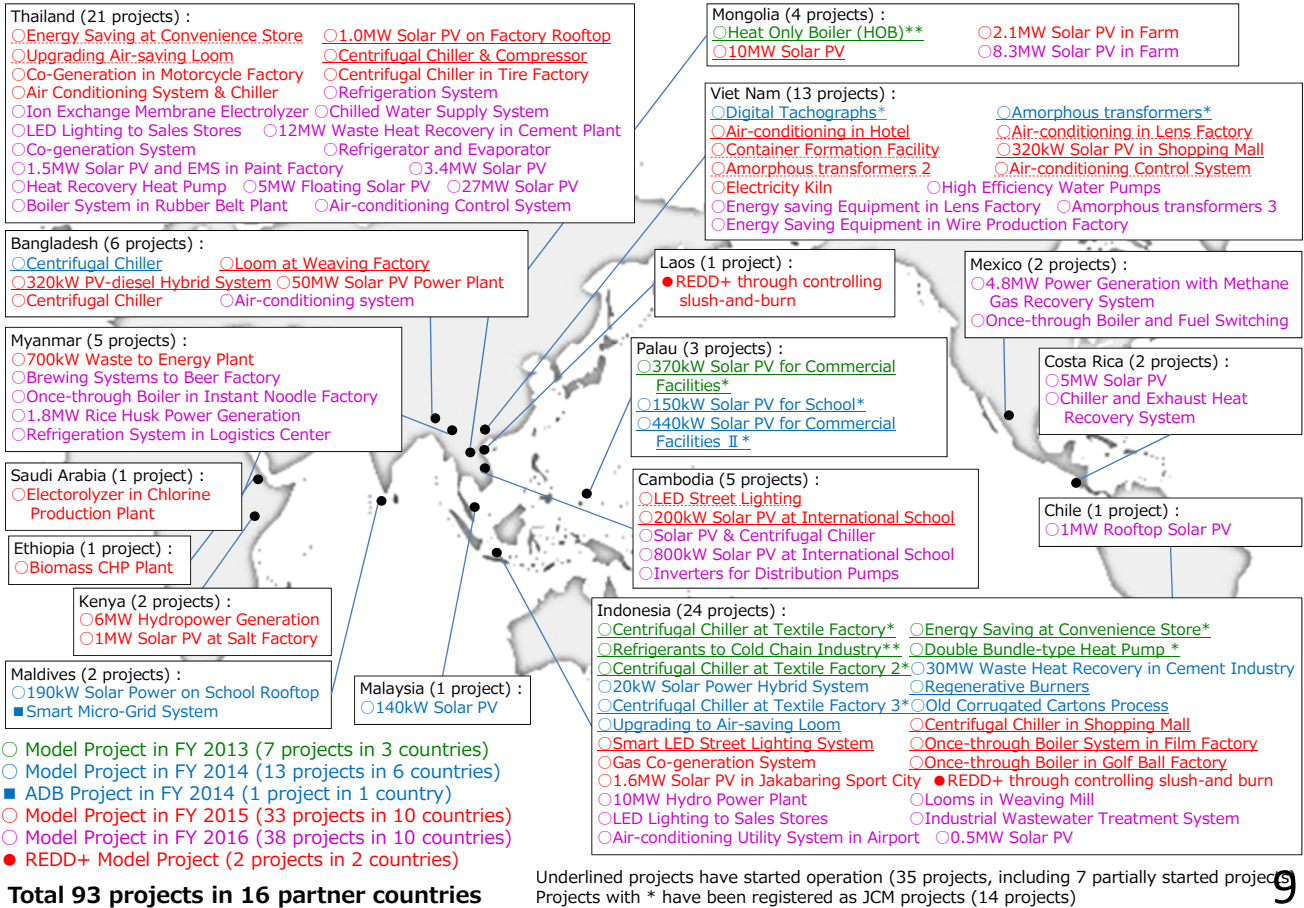 Thailand (21 projects) :
○Energy Saving at Convenience Store ○1.0MW Solar PV on Factory Rooftop
○Upgrading Air-saving Loom ○Centrifugal Chiller & Compressor
○Co-Generation in Motorcycle Factory ○Centrifugal Chiller in Tire Factory
○Air Conditioning System & Chiller ○Refrigeration System
○Ion Exchange Membrane Electrolyzer ○Chilled Water Supply System
○LED Lighting to Sales Stores ○12MW Waste Heat Recovery in Cement Plant
○Co-generation System ○Refrigerator and Evaporator
○1.5MW Solar PV and EMS in Paint Factory ○3.4MW Solar PV
○Heat Recovery Heat Pump ○5MW Floating Solar PV ○27MW Solar PV
○Boiler System in Rubber Belt Plant ○Air-conditioning Control System
Mongolia (4 projects) :
○Heat Only Boiler (HOB)** ○2.1MW Solar PV in Farm
○10MW Solar PV ○8.3MW Solar PV in Farm
Viet Nam (13 projects) :
○Digital Tachographs* ○Amorphous transformers*
○Air-conditioning in Hotel ○Air-conditioning in Lens Factory
○Container Formation Facility ○320kW Solar PV in Shopping Mall
○Amorphous transformers 2 ○Air-conditioning Control System
○Electricity Kiln ○High Efficiency Water Pumps
○Energy saving Equipment in Lens Factory ○Amorphous transformers 3
○Energy Saving Equipment in Wire Production Factory
Bangladesh (6 projects) :
○Centrifugal Chiller ○Loom at Weaving Factory
○320kW PV-diesel Hybrid System ○50MW Solar PV Power Plant
○Centrifugal Chiller ○Air-conditioning system
Laos (1 project) :
●REDD+ through controlling
slush-and-burn
Mexico (2 projects) :
○4.8MW Power Generation with Methane
Gas Recovery System
○Once-through Boiler and Fuel Switching
Myanmar (5 projects) :
○700kW Waste to Energy Plant
○Brewing Systems to Beer Factory
○Once-through Boiler in Instant Noodle Factory
○1.8MW Rice Husk Power Generation
○Refrigeration System in Logistics Center
Palau (3 projects) :
○370kW Solar PV for Commercial
Facilities*
○150kW Solar PV for School*
○440kW Solar PV for Commercial
Facilities Ⅱ*
Costa Rica (2 projects) :
○5MW Solar PV
○Chiller and Exhaust Heat
Recovery System
Saudi Arabia (1 project) :
○Electorolyzer in Chlorine
Production Plant
Cambodia (5 projects) :
○LED Street Lighting
○200kW Solar PV at International School
○Solar PV & Centrifugal Chiller
○800kW Solar PV at International School
○Inverters for Distribution Pumps
Chile (1 project) :
○1MW Rooftop Solar PV
Ethiopia (1 project) :
○Biomass CHP Plant
Kenya (2 projects) :
○6MW Hydropower Generation
○1MW Solar PV at Salt Factory
Maldives (2 projects) :
○190kW Solar Power on School Rooftop
■Smart Micro-Grid System
Malaysia (1 project) :
○140kW Solar PV
Indonesia (24 projects) :
○Centrifugal Chiller at Textile Factory* ○Energy Saving at Convenience Store*
○Refrigerants to Cold Chain Industry** ○Double Bundle-type Heat Pump *
○Centrifugal Chiller at Textile Factory 2* ○30MW Waste Heat Recovery in Cement Industry
○20kW Solar Power Hybrid System ○Regenerative Burners
○Centrifugal Chiller at Textile Factory 3* ○Old Corrugated Cartons Process
○Upgrading to Air-saving Loom ○Centrifugal Chiller in Shopping Mall
○Smart LED Street Lighting System ○Once-through Boiler System in Film Factory
○Gas Co-generation System ○Once-through Boiler in Golf Ball Factory
○1.6MW Solar PV in Jakabaring Sport City ●REDD+ through controlling slush-and burn
○10MW Hydro Power Plant ○Looms in Weaving Mill
○LED Lighting to Sales Stores ○Industrial Wastewater Treatment System
○Air-conditioning Utility System in Airport ○0.5MW Solar PV
○ Model Project in FY 2013 (7 projects in 3 countries)
○ Model Project in FY 2014 (13 projects in 6 countries)
■ ADB Project in FY 2014 (1 project in 1 country)
○ Model Project in FY 2015 (33 projects in 10 countries)
○ Model Project in FY 2016 (38 projects in 10 countries)
● REDD+ Model Project (2 projects in 2 countries)
Total 93 projects in 16 partner countries
Underlined projects have started operation (35 projects, including 7 partially started projects)
Projects with * have been registered as JCM projects (14 projects)
9